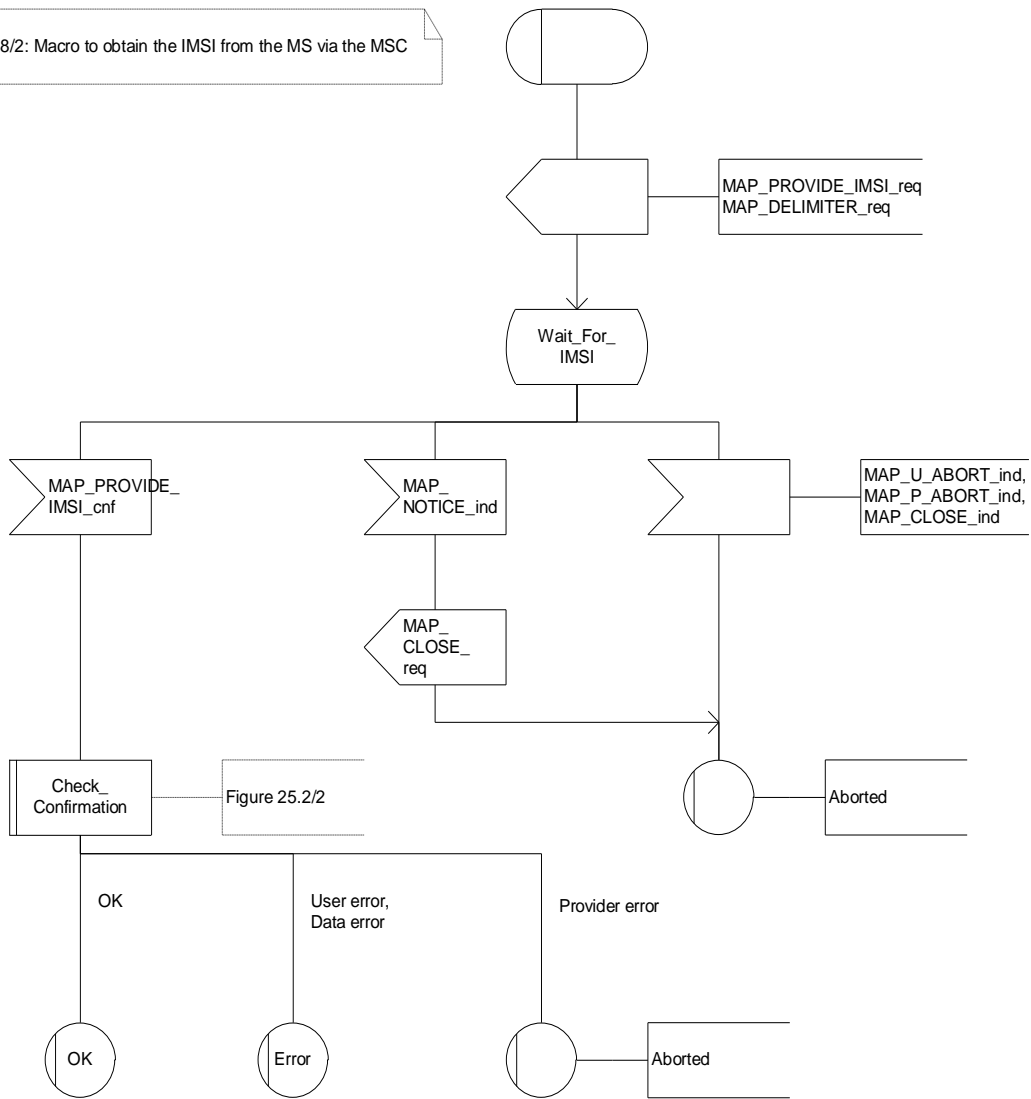 8/2: Macro to obtain the IMSI from the MS via the MSC
MAP_PROVIDE_IMSI_req
MAP_DELIMITER_req
Wait_For_
IMSI
MAP_PROVIDE_
IMSI_cnf
MAP_
NOTICE_ind
MAP_U_ABORT_ind,
MAP_P_ABORT_ind,
MAP_CLOSE_ind
MAP_
CLOSE_
req
Check_
Confirmation
Figure 25.2/2
Aborted
OK
User error,
Data error
Provider error
OK
Error
Aborted